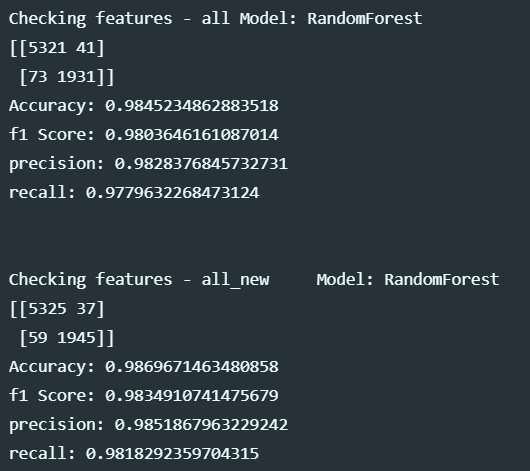 Checking features - all Model: RandomForest
[[5321 41]
[73 1931]]
Accuracy: 0.9845234862883518
f1 Score: 0.9803646161087014
precision: 0.9828376845732731
recall: 0.9779632268473124
Checking features - all_new Model: RandomForest
[[5325 37]
[59 1945]]
Accuracy: 0.9869671463480858
f1 Score: 0.9834910741475679
precision: 0.9851867963229242
recall: 0.9818292359704315